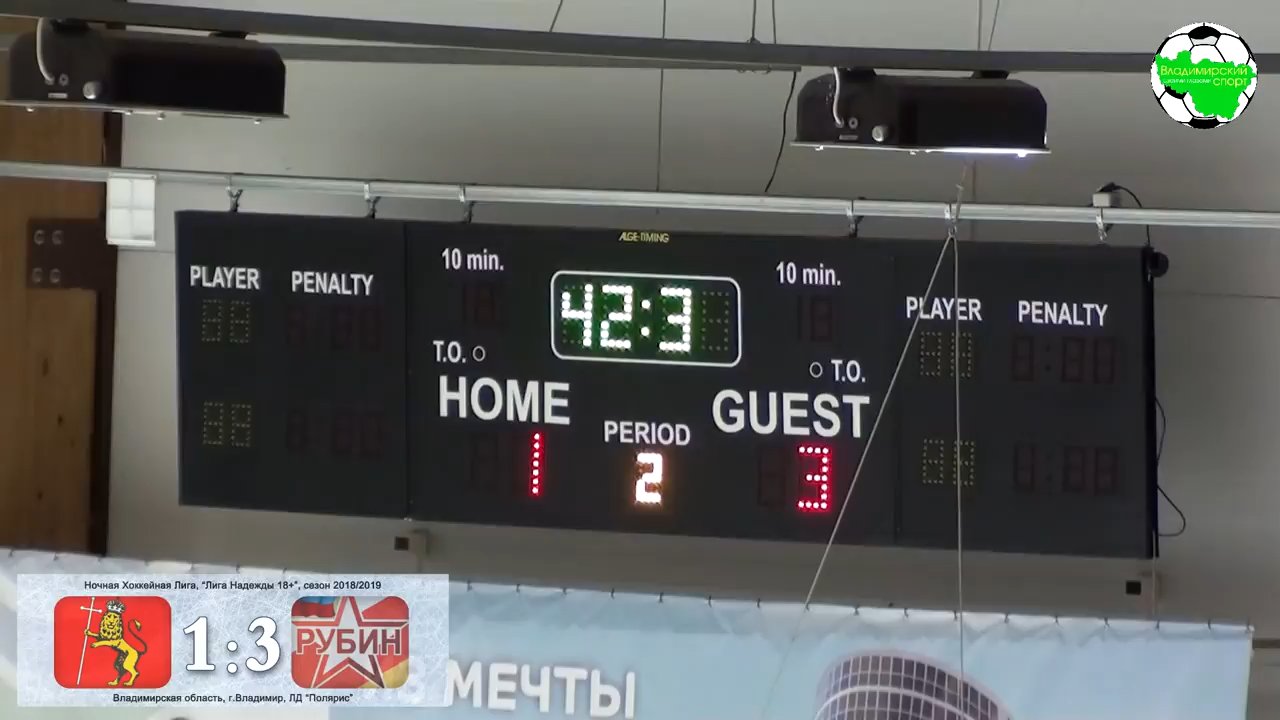 Владимирский
спорт
ALGE-TIMING
10 min.
10 min.
PLAYER PENALTY
42:3
PLAYER PENALTY
T.O.
T.O.
HOME
GUEST
PERIOD
1
2
3
Ночная Хоккейная Лига, "Лига Надежды 18+", сезон 2018/2019
1:3
РУБИН
Владимирская область, г.Владимир, ЛД "Полярис"
МЕЧТЫ